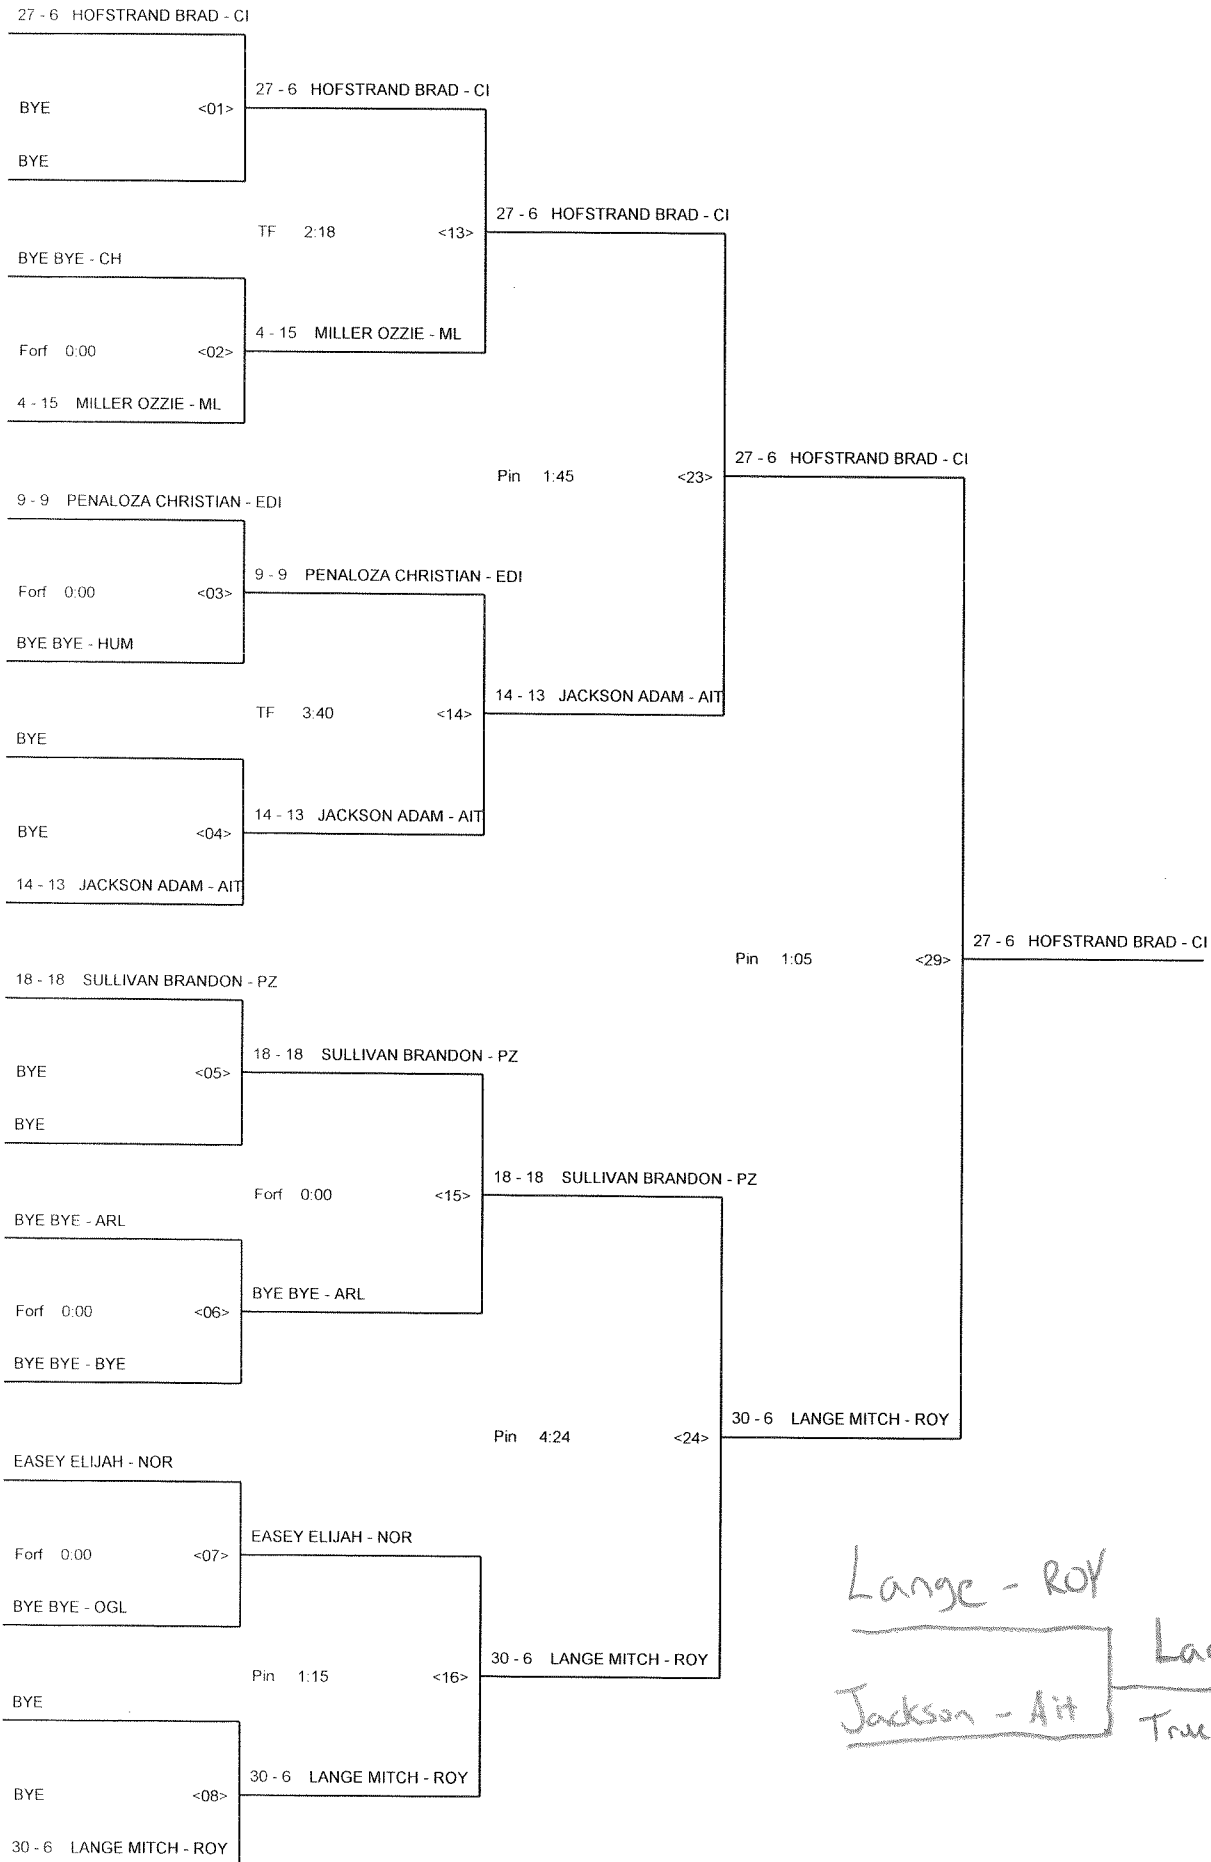 27 - 6 HOFSTRAND BRAD - CI
27 - 6 HOFSTRAND BRAD - CI
BYE <01>
BYE
27 - 6 HOFSTRAND BRAD - CI
TF 2:18 <13>
BYE BYE - CH
4 - 15 MILLER OZZIE - ML
Forf 0:00 <02>
4 - 15 MILLER OZZIE - ML
27 - 6 HOFSTRAND BRAD - CI
Pin 1:45 <23>
9 - 9 PENALOZA CHRISTIAN - EDI
9 - 9 PENALOZA CHRISTIAN - EDI
Forf 0:00 <03>
BYE BYE - HUM
14 - 13 JACKSON ADAM - AIT
TF 3:40 <14>
BYE
14 - 13 JACKSON ADAM - AIT
BYE <04>
14 - 13 JACKSON ADAM - AIT
27 - 6 HOFSTRAND BRAD - CI
Pin 1:05 <29>
18 - 18 SULLIVAN BRANDON - PZ
18 - 18 SULLIVAN BRANDON - PZ
BYE <05>
BYE
18 - 18 SULLIVAN BRANDON - PZ
Forf 0:00 <15>
BYE BYE - ARL
BYE BYE - ARL
Forf 0:00 <06>
BYE BYE - BYE
30 - 6 LANGE MITCH - ROY
Pin 4:24 <24>
EASEY ELIJAH - NOR
EASEY ELIJAH - NOR
Forf 0:00 <07>
BYE BYE - OGL
30 - 6 LANGE MITCH - ROY
Pin 1:15 <16>
BYE
30 - 6 LANGE MITCH - ROY
BYE <08>
30 - 6 LANGE MITCH - ROY
Lange - ROY
Jackson - Ait
True